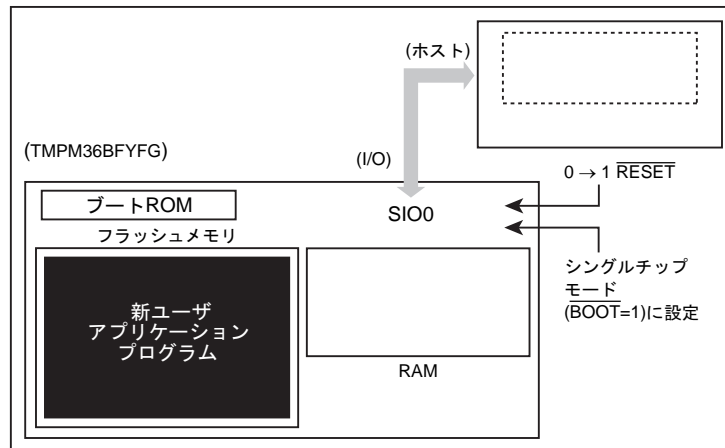 (ホスト)
(TMPM36BFYFG)
(I/O)
0 → 1 RESET
ブートROM
SIO0
フラッシュメモリ
シングルチップ
モード
(BOOT=1)に設定
新ユーザ
アプリケーション
プログラム
RAM